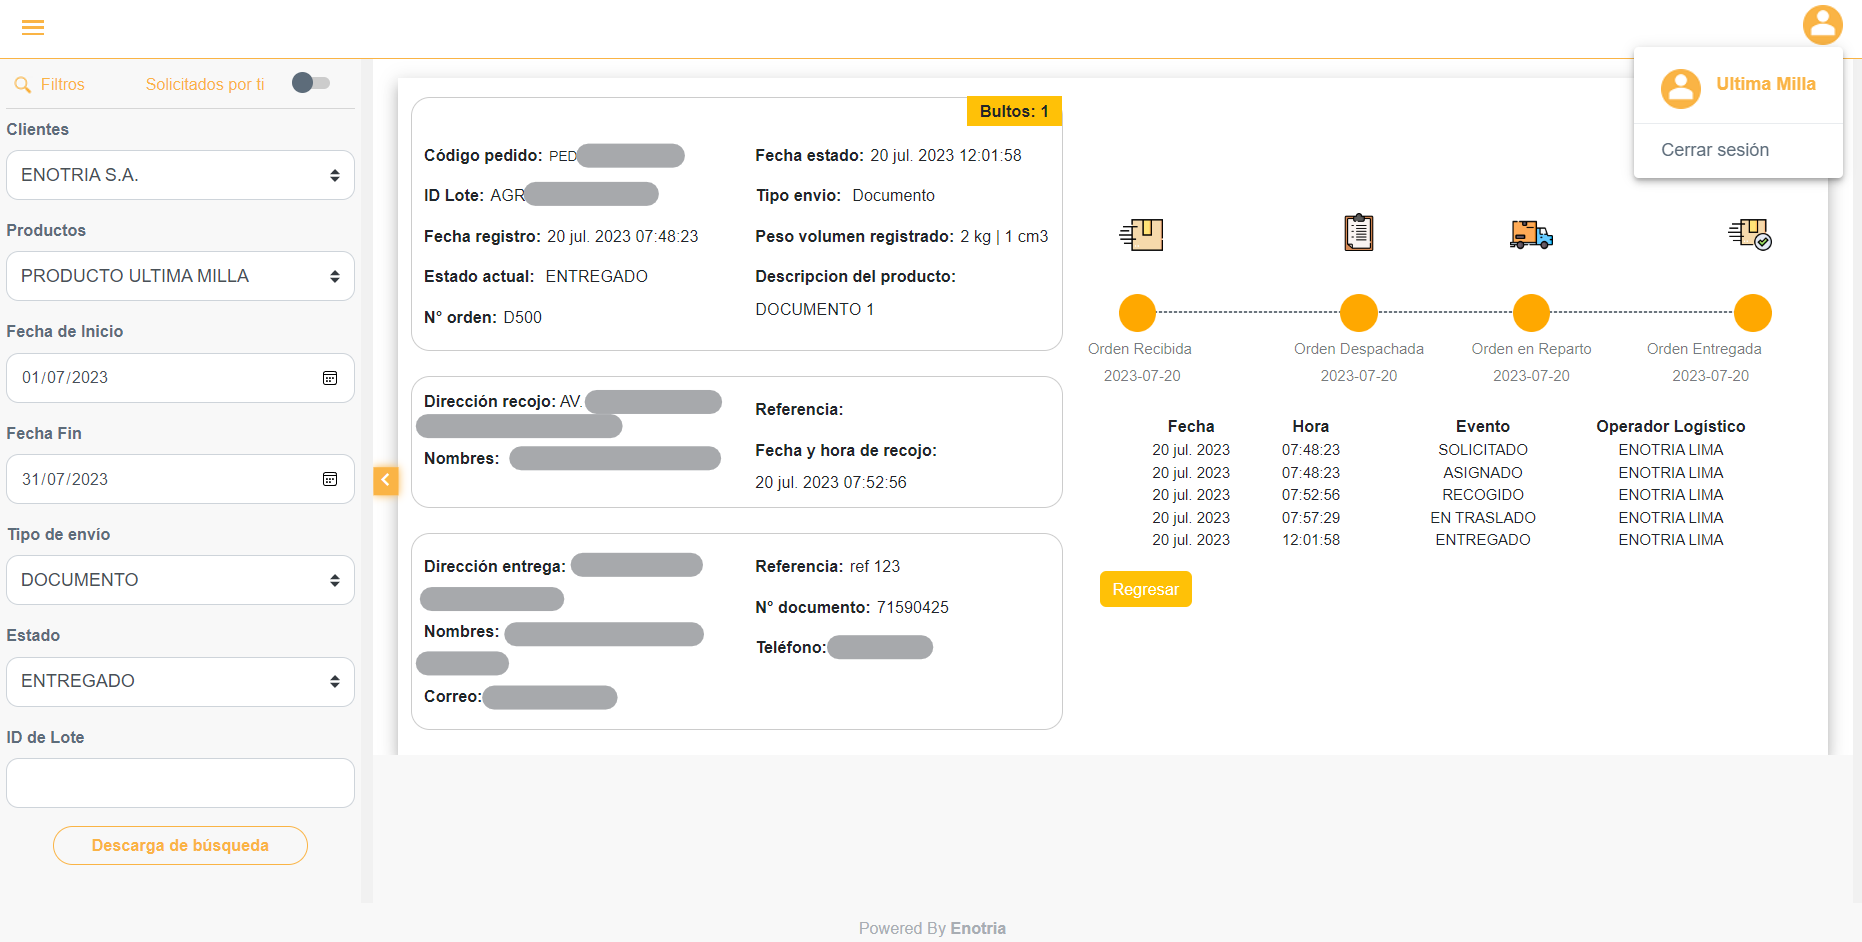 Ultima Milla
Cerrar sesión
Filtros
Solicitados por ti
Clientes
ENOTRIA S.A.
Productos
PRODUCTO ULTIMA MILLA
Fecha de Inicio
01/07/2023
Fecha Fin
31/07/2023
Tipo de envío
DOCUMENTO
Estado
ENTREGADO
ID de Lote
Descarga de búsqueda
Bultos: 1
Código pedido: PED
ID Lote: AGR
Fecha registro: 20 jul. 2023 07:48:23
Estado actual: ENTREGADO
N° orden: D500
Fecha estado: 20 jul. 2023 12:01:58
Tipo envio: Documento
Peso volumen registrado: 2 kg | 1 cm3
Descripcion del producto:
DOCUMENTO 1
Dirección recojo: AV.
Nombres:
Referencia:
Fecha y hora de recojo:
20 jul. 2023 07:52:56
Dirección entrega:
Nombres:
Correo:
Referencia: ref 123
N° documento: 71590425
Teléfono:
Orden Recibida Orden Despachada Orden en Reparto Orden Entregada
2023-07-20 2023-07-20 2023-07-20 2023-07-20
Fecha Hora Evento Operador Logístico
20 jul. 2023 07:48:23 SOLICITADO ENOTRIA LIMA
20 jul. 2023 07:48:23 ASIGNADO ENOTRIA LIMA
20 jul. 2023 07:52:56 RECOGIDO ENOTRIA LIMA
20 jul. 2023 07:57:29 EN TRASLADO ENOTRIA LIMA
20 jul. 2023 12:01:58 ENTREGADO ENOTRIA LIMA
Regresar
Powered By Enotria